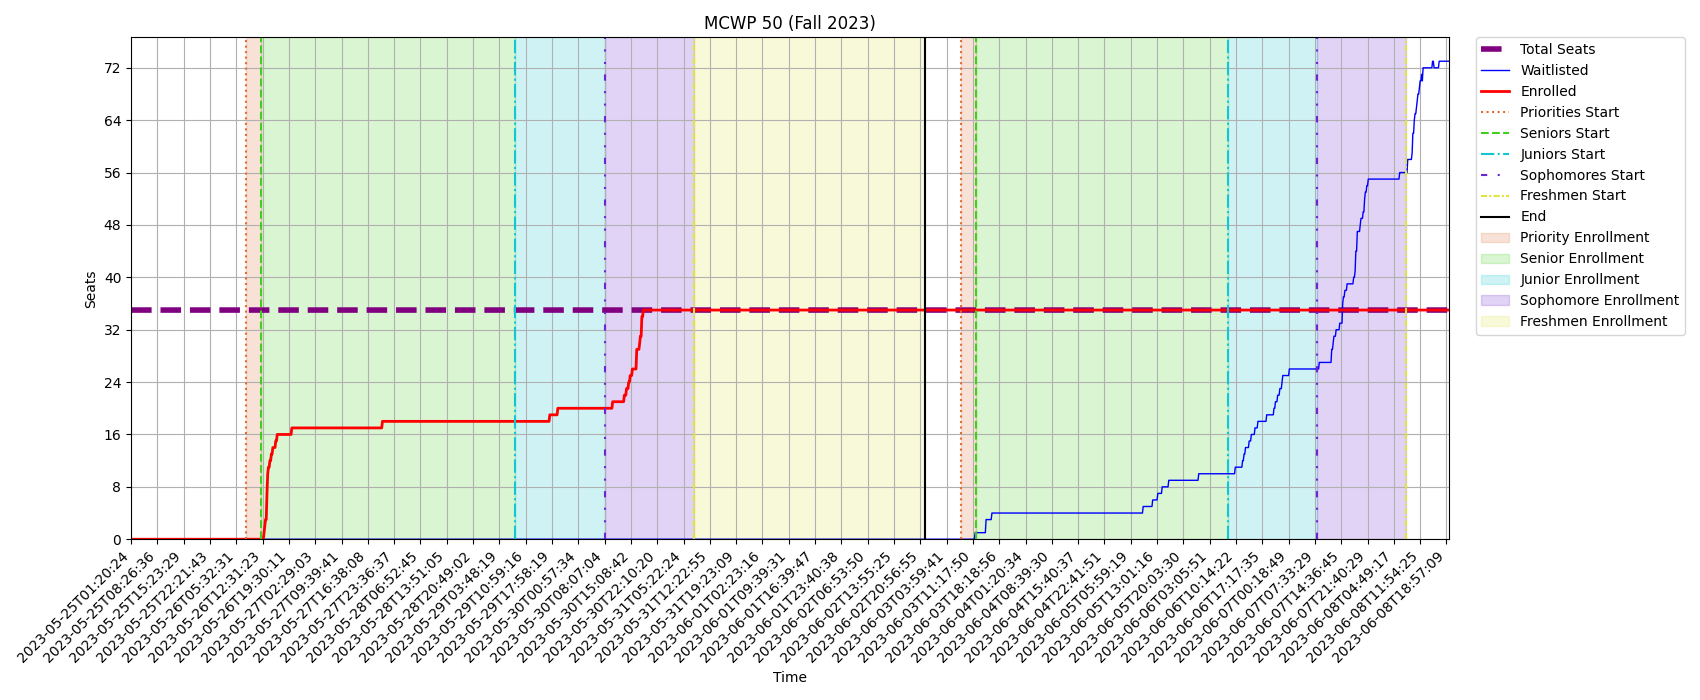 MCWP 50 (Fall 2023)
Seats
72
64
56
48
40
32
24
16
8
0
2023-05-25T01:20:24
2023-05-25T08:26:36
2023-05-25T15:23:29
2023-05-25T22:21:43
2023-05-26T05:32:31
2023-05-26T12:31:23
2023-05-26T19:30:11
2023-05-27T02:29:03
2023-05-27T09:39:41
2023-05-27T16:38:08
2023-05-27T23:36:37
2023-05-28T06:52:45
2023-05-28T13:51:05
2023-05-28T20:49:02
2023-05-29T03:48:19
2023-05-29T10:59:16
2023-05-29T17:58:19
2023-05-30T00:57:34
2023-05-30T08:07:04
2023-05-30T15:08:42
2023-05-30T22:10:20
2023-05-31T05:22:24
2023-05-31T12:22:55
2023-05-31T19:23:09
2023-06-01T02:23:16
2023-06-01T09:39:31
2023-06-01T16:39:47
2023-06-01T23:40:38
2023-06-02T06:53:50
2023-06-02T13:55:25
2023-06-02T20:56:55
2023-06-03T03:59:41
2023-06-03T11:17:50
2023-06-03T18:18:56
2023-06-04T01:20:34
2023-06-04T08:39:30
2023-06-04T15:40:37
2023-06-04T22:41:51
2023-06-05T05:59:19
2023-06-05T13:01:16
2023-06-05T20:03:30
2023-06-06T03:05:51
2023-06-06T10:14:22
2023-06-06T17:17:35
2023-06-07T00:18:49
2023-06-07T07:33:29
2023-06-07T14:36:45
2023-06-07T21:40:29
2023-06-08T04:49:17
2023-06-08T11:54:25
2023-06-08T18:57:09
Time
Total Seats
Waitlisted
Enrolled
Priorities Start
Seniors Start
Juniors Start
Sophomores Start
Freshmen Start
End
Priority Enrollment
Senior Enrollment
Junior Enrollment
Sophomore Enrollment
Freshmen Enrollment